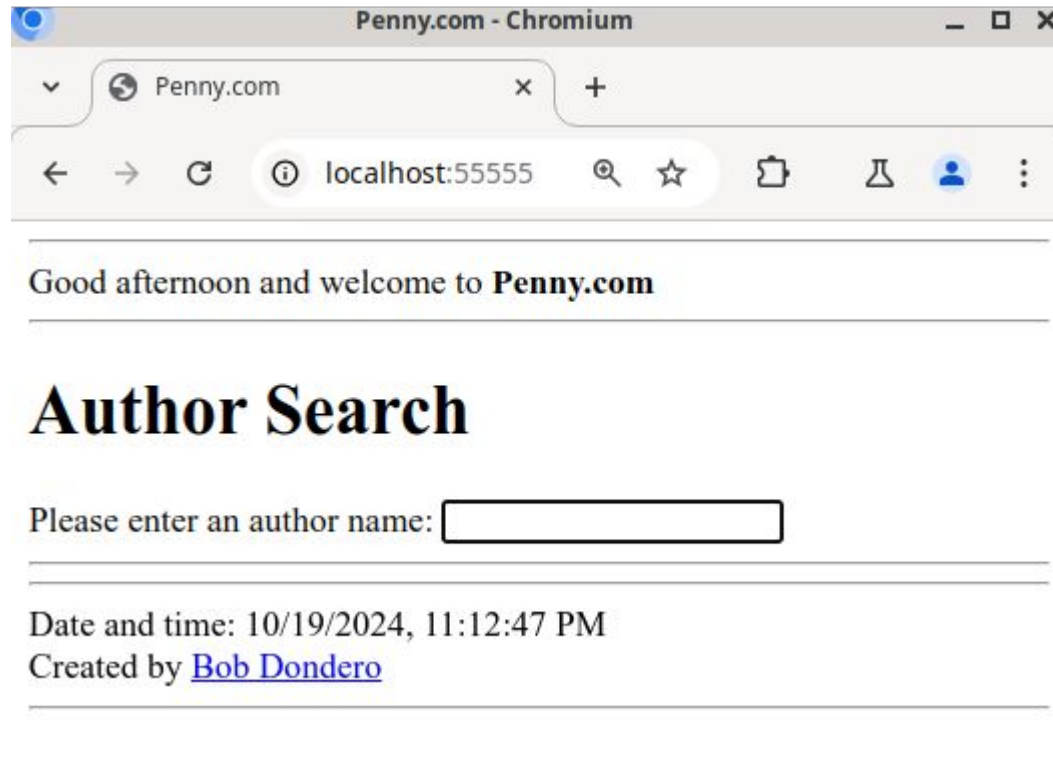 Penny.com - Chromium
Penny.com
localhost:55555
Good afternoon and welcome to Penny.com
Author Search
Please enter an author name:
Date and time: 10/19/2024, 11:12:47 PM
Created by Bob Dondero